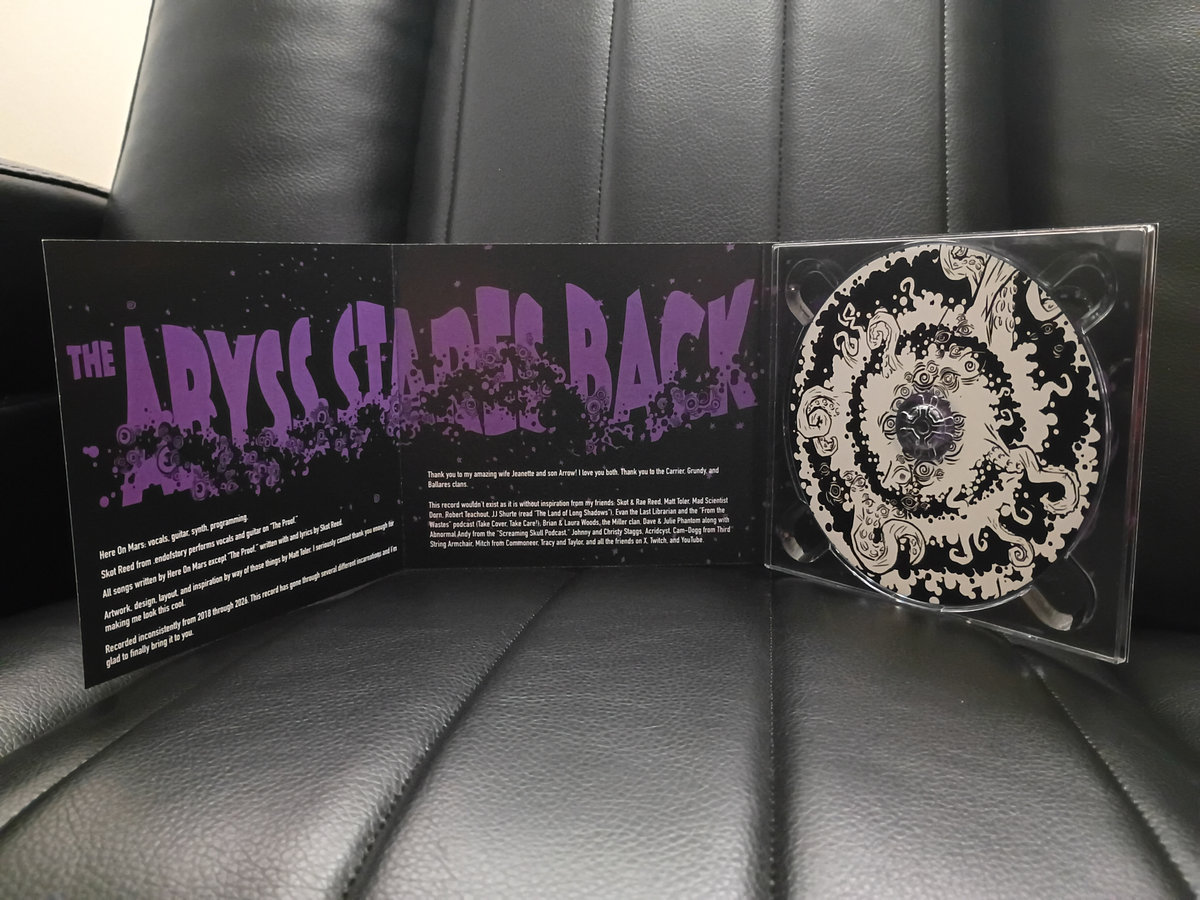 THE ABYSS STARES BACK
Here On Mars: vocals, guitar, synth, programming.
Skot Reed from .endofstory performs vocals and guitar on "The Proof."
All songs written by Here On Mars except "The Proof," written with and lyrics by Skot Reed.
Artwork, design, layout, and inspiration by way of those things by Matt Toler. I seriously cannot thank you enough for
making me look this cool.
Recorded inconsistently from 2018 through 2026. This record has gone through several different incarnations and I'm
glad to finally bring it to you.
Thank you to my amazing wife Jeanette and son Arrow! I love you both. Thank you to the Carrier, Grundy, and
Ballares clans.
This record wouldn't exist as it is without inspiration from my friends: Skot & Rae Reed, Matt Toler, Mad Scientist
Dorn, Robert Teachout, JJ Shurte (read "The Land of Long Shadows"), Evan the Last Librarian and the "From the
Wastes" podcast (Take Cover, Take Care!), Brian & Laura Woods, the Miller clan, Dave & Julie Phantom along with
Abnormal Andy from the "Screaming Skull Podcast," Johnny and Christy Staggs, Acridcyst, Cam-Dogg from Third
String Armchair, Mitch from Commoneer, Tracy and Taylor, and all the friends on X, Twitch, and YouTube.